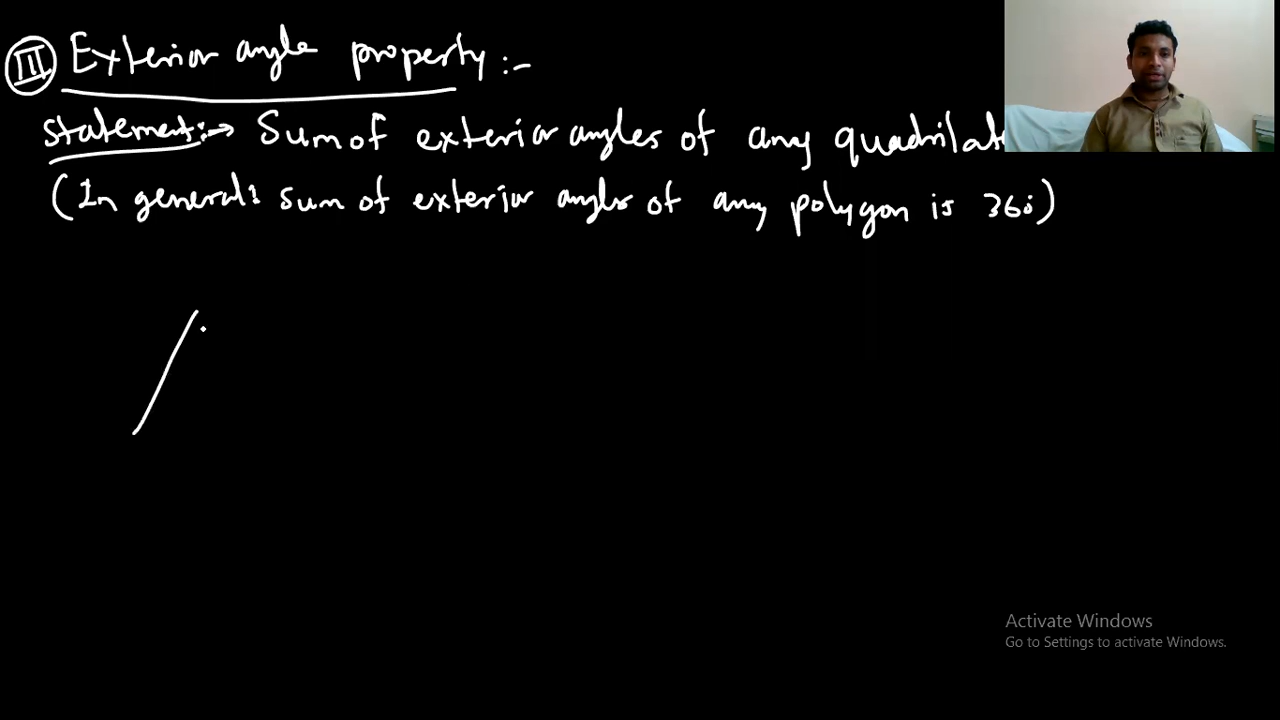 III Exterior angle property :-
Statement :→ Sum of exterior angles of any quadrilat
(In general: sum of exterior angles of any polygon is 360°)
Activate Windows
Go to Settings to activate Windows.